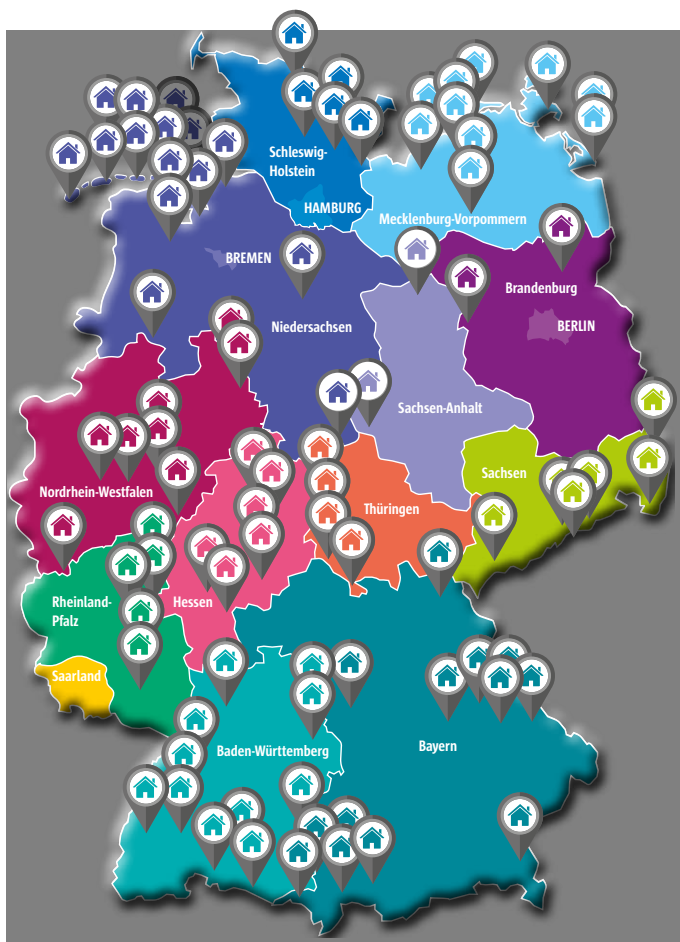 Schleswig-
Holstein
HAMBURG
Mecklenburg-Vorpommern
BREMEN
Brandenburg
BERLIN
Niedersachsen
Sachsen-Anhalt
Sachsen
Nordrhein-Westfalen
Thüringen
Rheinland-
Pfalz
Hessen
Saarland
Baden-Württemberg
Bayern